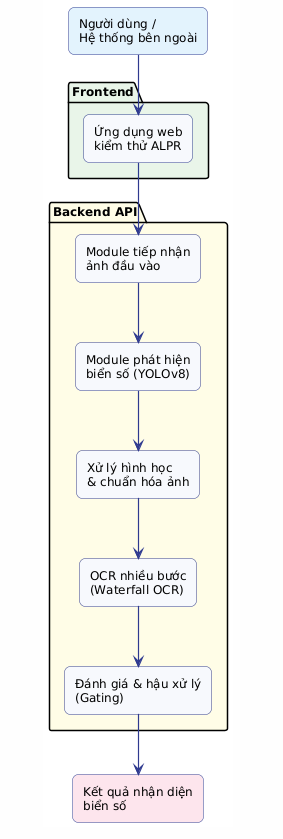 Người dùng /
Hệ thống bên ngoài
Frontend
Ứng dụng web
kiểm thử ALPR
Backend API
Module tiếp nhận
ảnh đầu vào
Module phát hiện
biển số (YOLOv8)
Xử lý hình học
& chuẩn hóa ảnh
OCR nhiều bước
(Waterfall OCR)
Đánh giá & hậu xử lý
(Gating)
Kết quả nhận diện
biển số